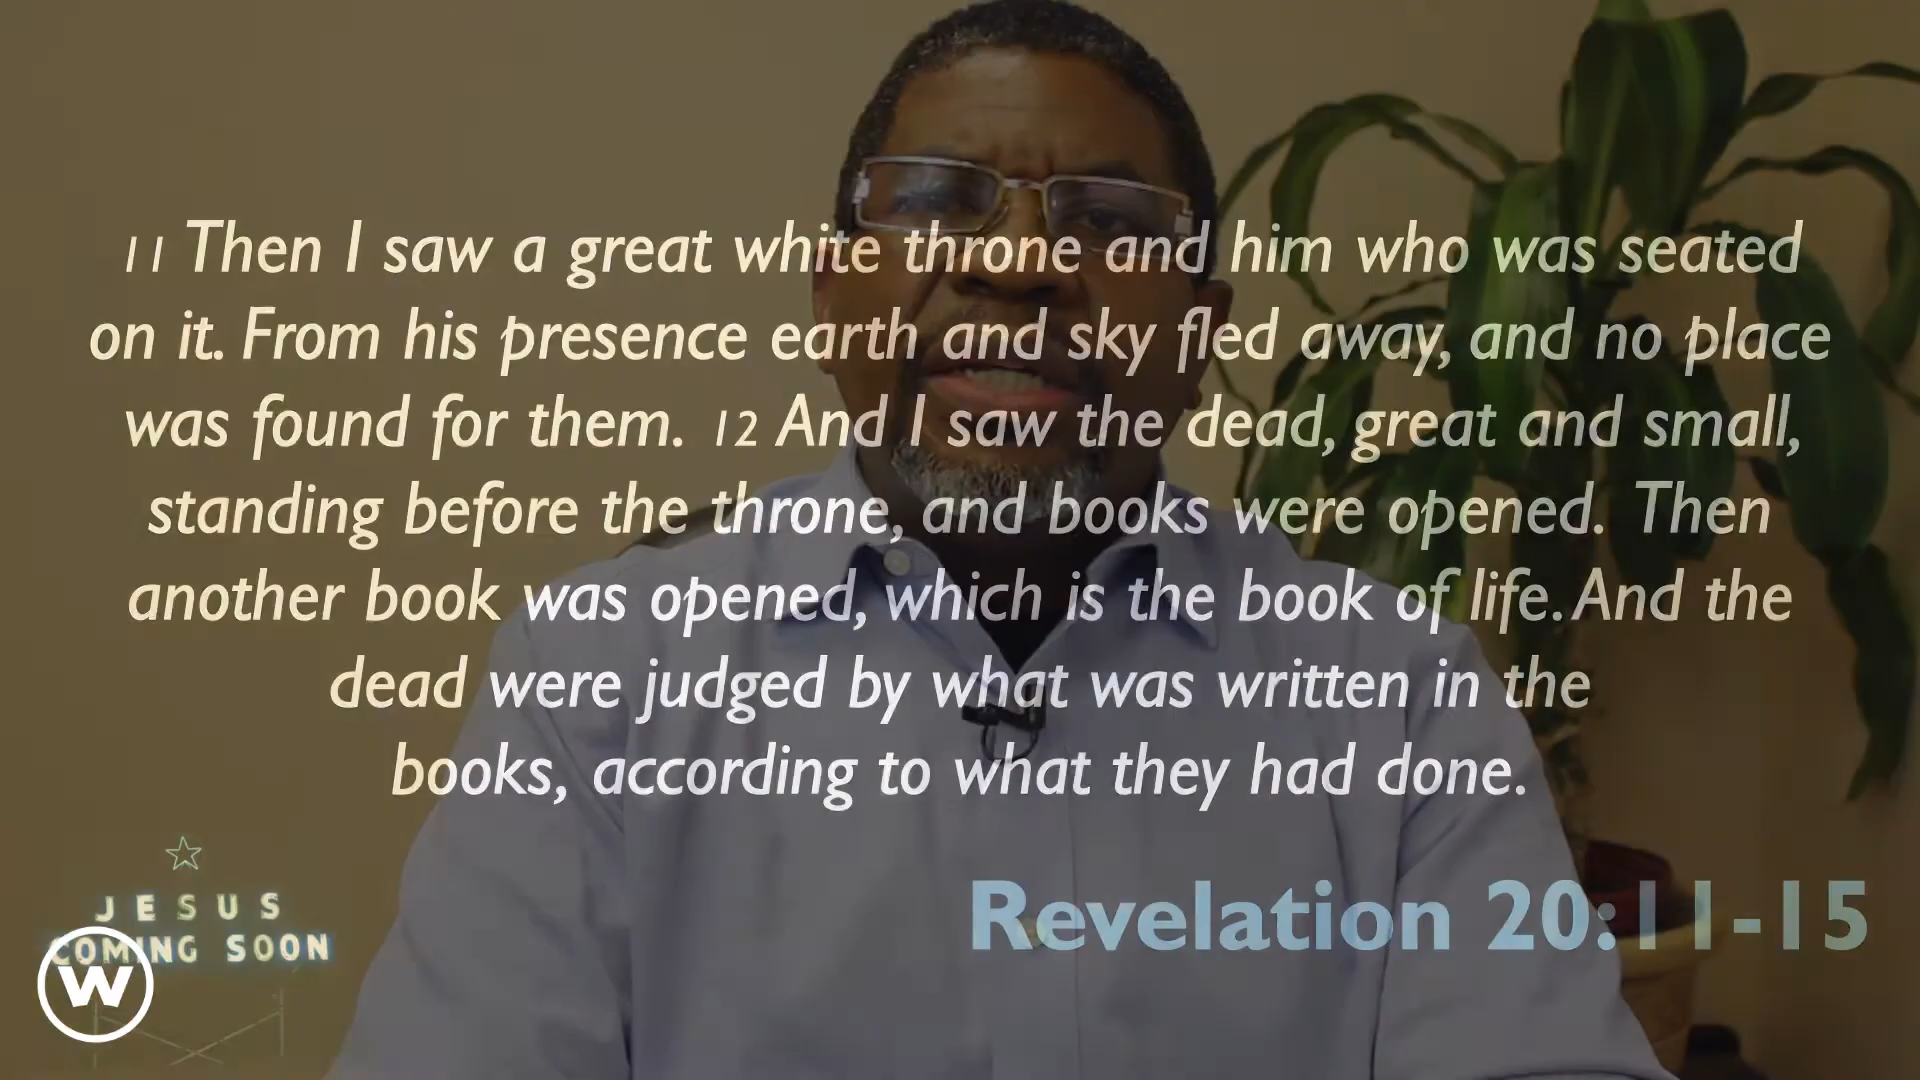 11 Then I saw a great white throne and him who was seated
on it. From his presence earth and sky fled away, and no place
was found for them. 12 And I saw the dead, great and small,
standing before the throne, and books were opened. Then
another book was opened, which is the book of life. And the
dead were judged by what was written in the
books, according to what they had done.
Revelation 20:11-15
JESUS
COMING SOON
W